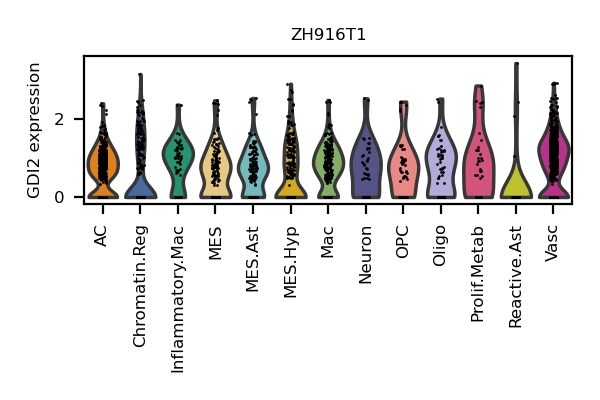 ZH916T1
GDI2 expression
2
0
AC
Chromatin.Reg
Inflammatory.Mac
MES
MES.Ast
MES.Hyp
Mac
Neuron
OPC
Oligo
Prolif.Metab
Reactive.Ast
Vasc